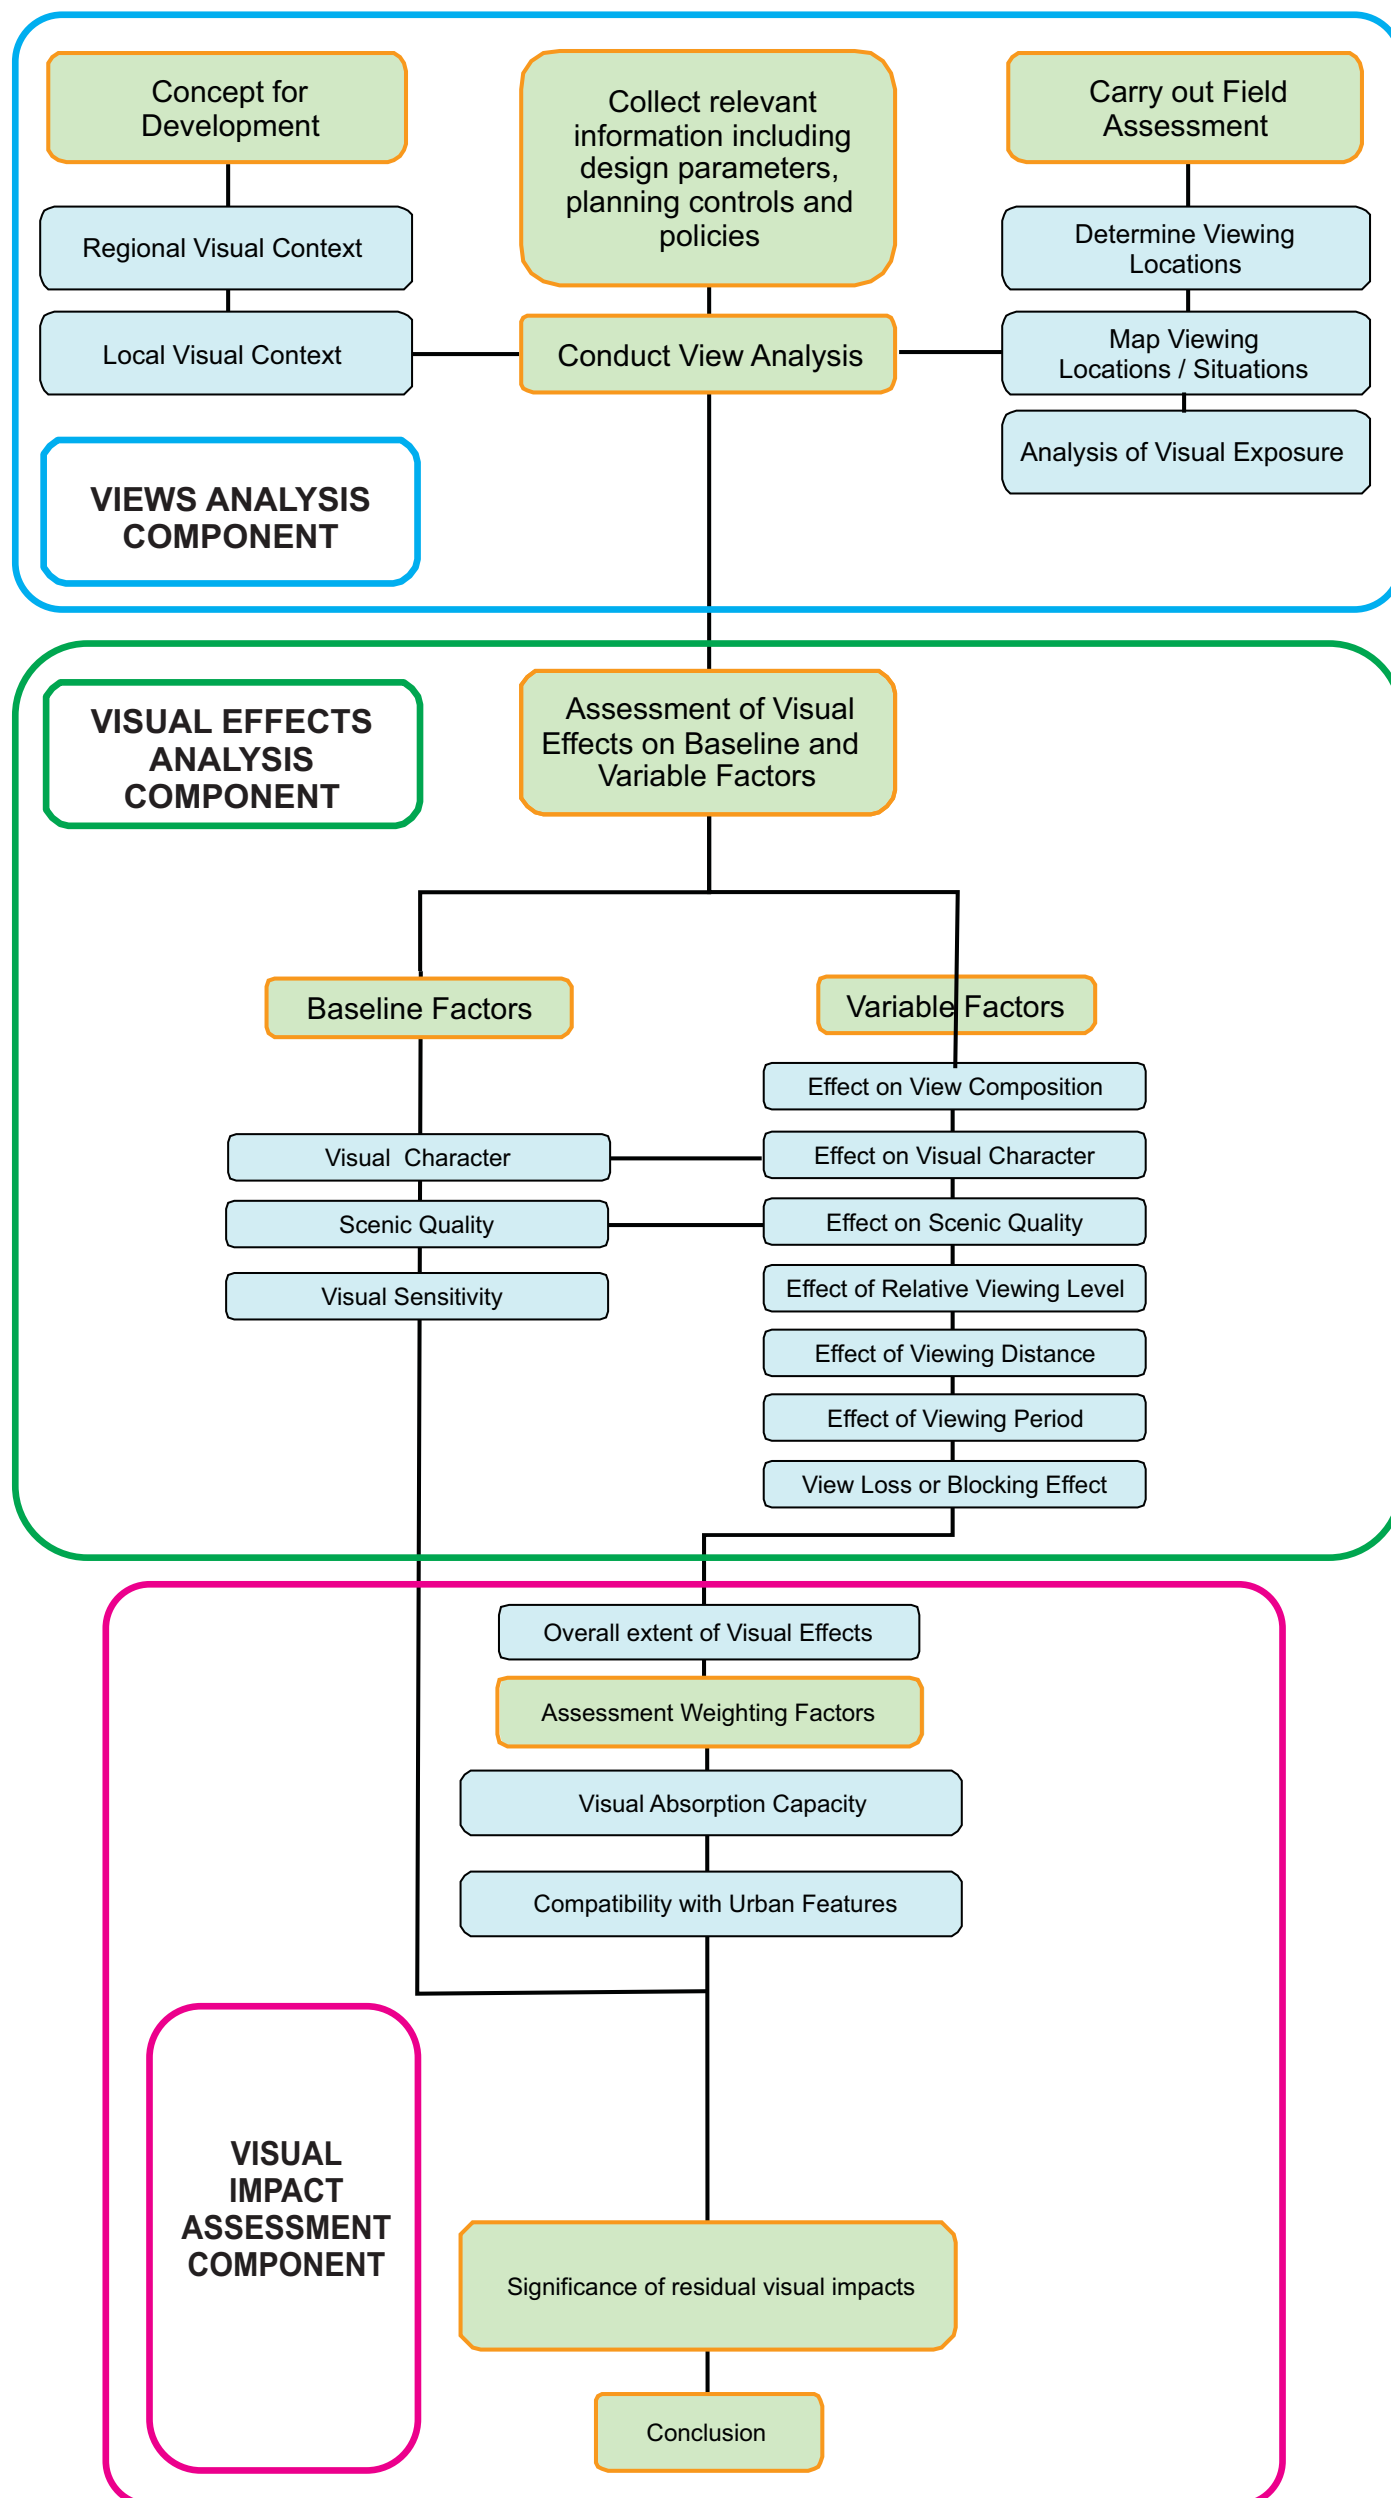 Concept for
Development
Collect relevant
information including
design parameters,
planning controls and
policies
Carry out Field
Assessment
Regional Visual Context
Determine Viewing
Locations
Local Visual Context
Conduct View Analysis
Map Viewing
Locations / Situations
Analysis of Visual Exposure
VIEWS ANALYSIS
COMPONENT
VISUAL EFFECTS
ANALYSIS
COMPONENT
Assessment of Visual
Effects on Baseline and
Variable Factors
Baseline Factors
Variable Factors
Effect on View Composition
Visual Character
Effect on Visual Character
Scenic Quality
Effect on Scenic Quality
Visual Sensitivity
Effect of Relative Viewing Level
Effect of Viewing Distance
Effect of Viewing Period
View Loss or Blocking Effect
Overall extent of Visual Effects
Assessment Weighting Factors
Visual Absorption Capacity
Compatibility with Urban Features
VISUAL
IMPACT
ASSESSMENT
COMPONENT
Significance of residual visual impacts
Conclusion